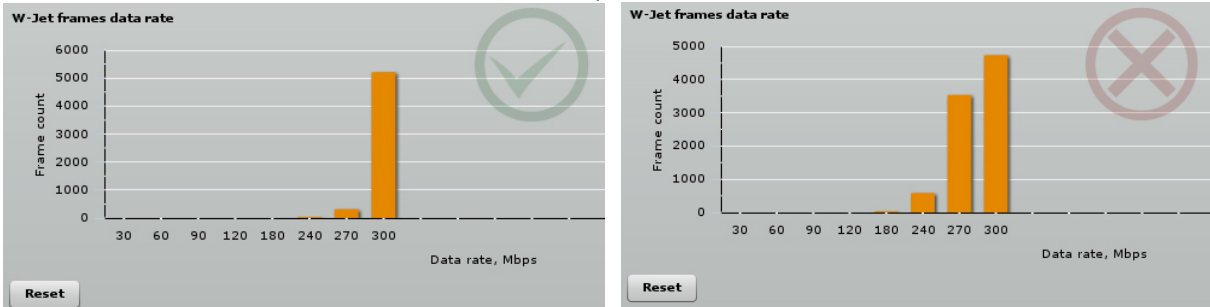 W-Jet frames data rate
6000
5000
4000
3000
2000
1000
0
Frame count
30 60 90 120 180 240 270 300
Data rate, Mbps
Reset
W-Jet frames data rate
5000
4000
3000
2000
1000
0
Frame count
30 60 90 120 180 240 270 300
Data rate, Mbps
Reset